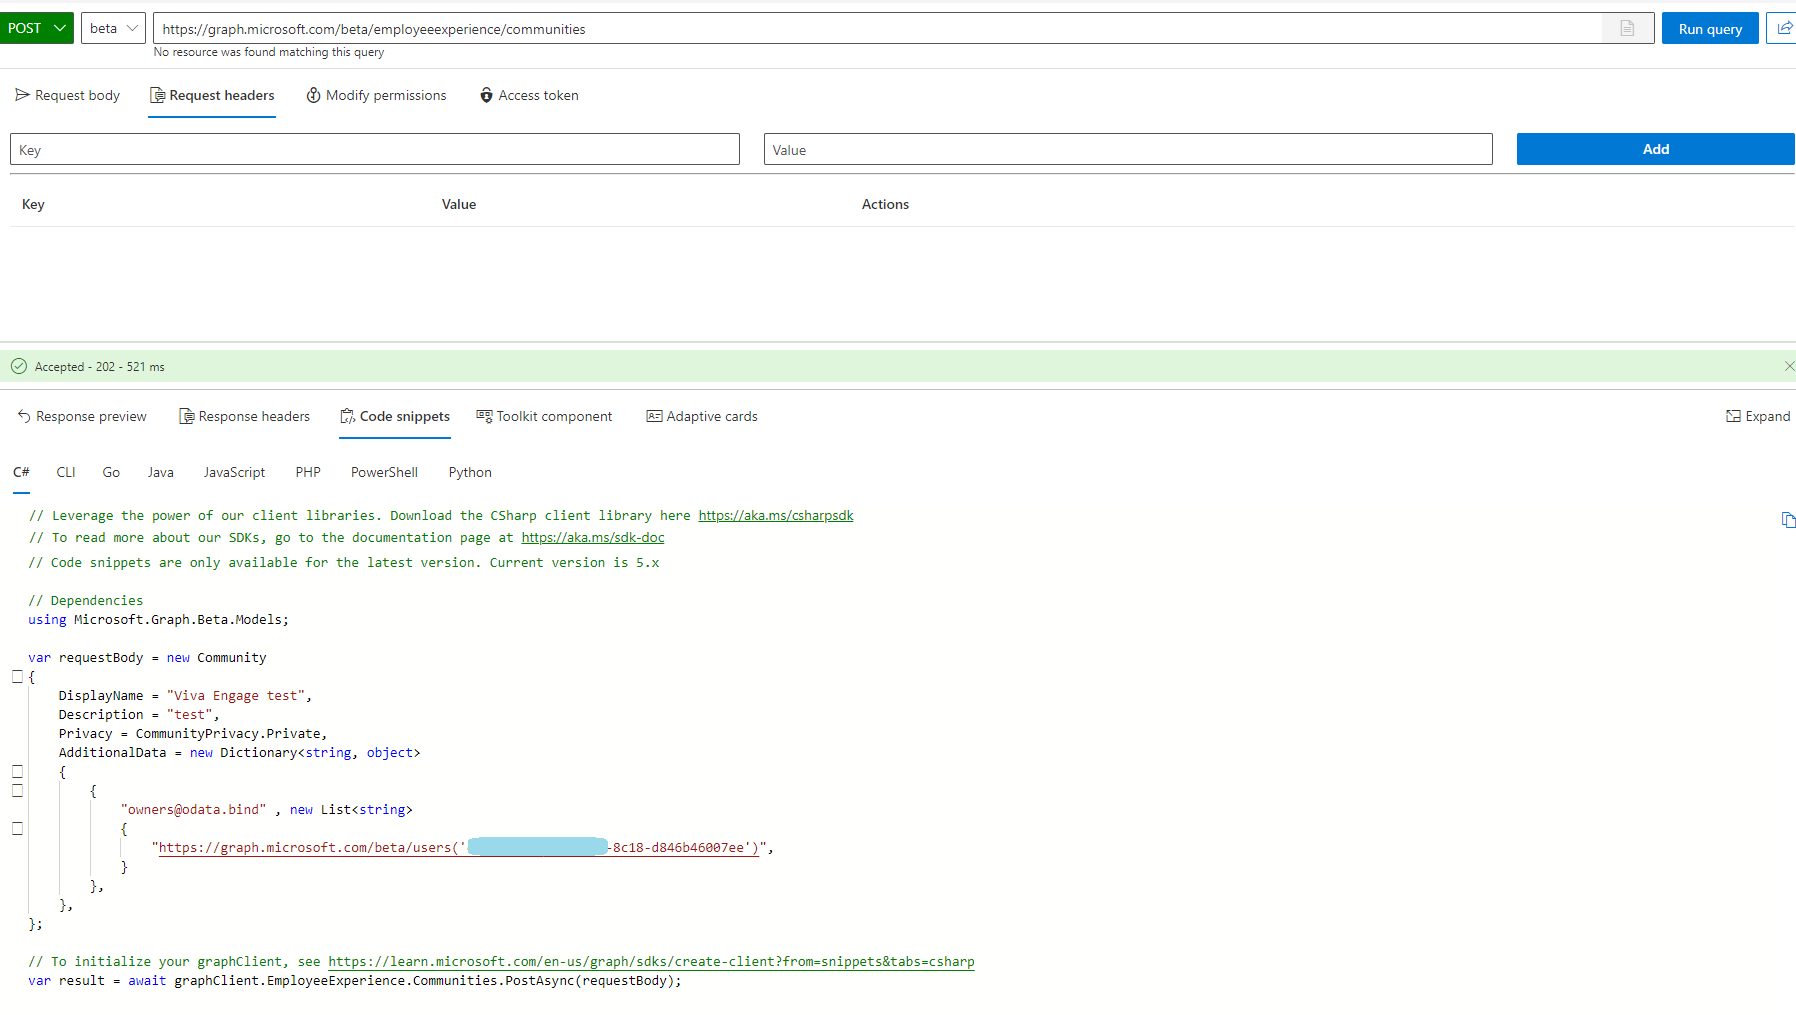 POST beta https://graph.microsoft.com/beta/employeeexperience/communities Run query
No resource was found matching this query
Request body Request headers Modify permissions Access token
Key Value Add
Key Value Actions
Accepted - 202 - 521 ms
Response preview Response headers Code snippets Toolkit component Adaptive cards Expand
C# CLI Go Java JavaScript PHP PowerShell Python
// Leverage the power of our client libraries. Download the CSharp client library here https://aka.ms/csharpsdk
// To read more about our SDKs, go to the documentation page at https://aka.ms/sdk-doc
// Code snippets are only available for the latest version. Current version is 5.x
// Dependencies
using Microsoft.Graph.Beta.Models;
var requestBody = new Community
{
DisplayName = "Viva Engage test",
Description = "test",
Privacy = CommunityPrivacy.Private,
AdditionalData = new Dictionary<string, object>
{
{
"owners@odata.bind" , new List<string>
{
"https://graph.microsoft.com/beta/users('-8c18-d846b46007ee')",
}
},
},
};
// To initialize your graphClient, see https://learn.microsoft.com/en-us/graph/sdks/create-client?from=snippets&tabs=csharp
var result = await graphClient.EmployeeExperience.Communities.PostAsync(requestBody);